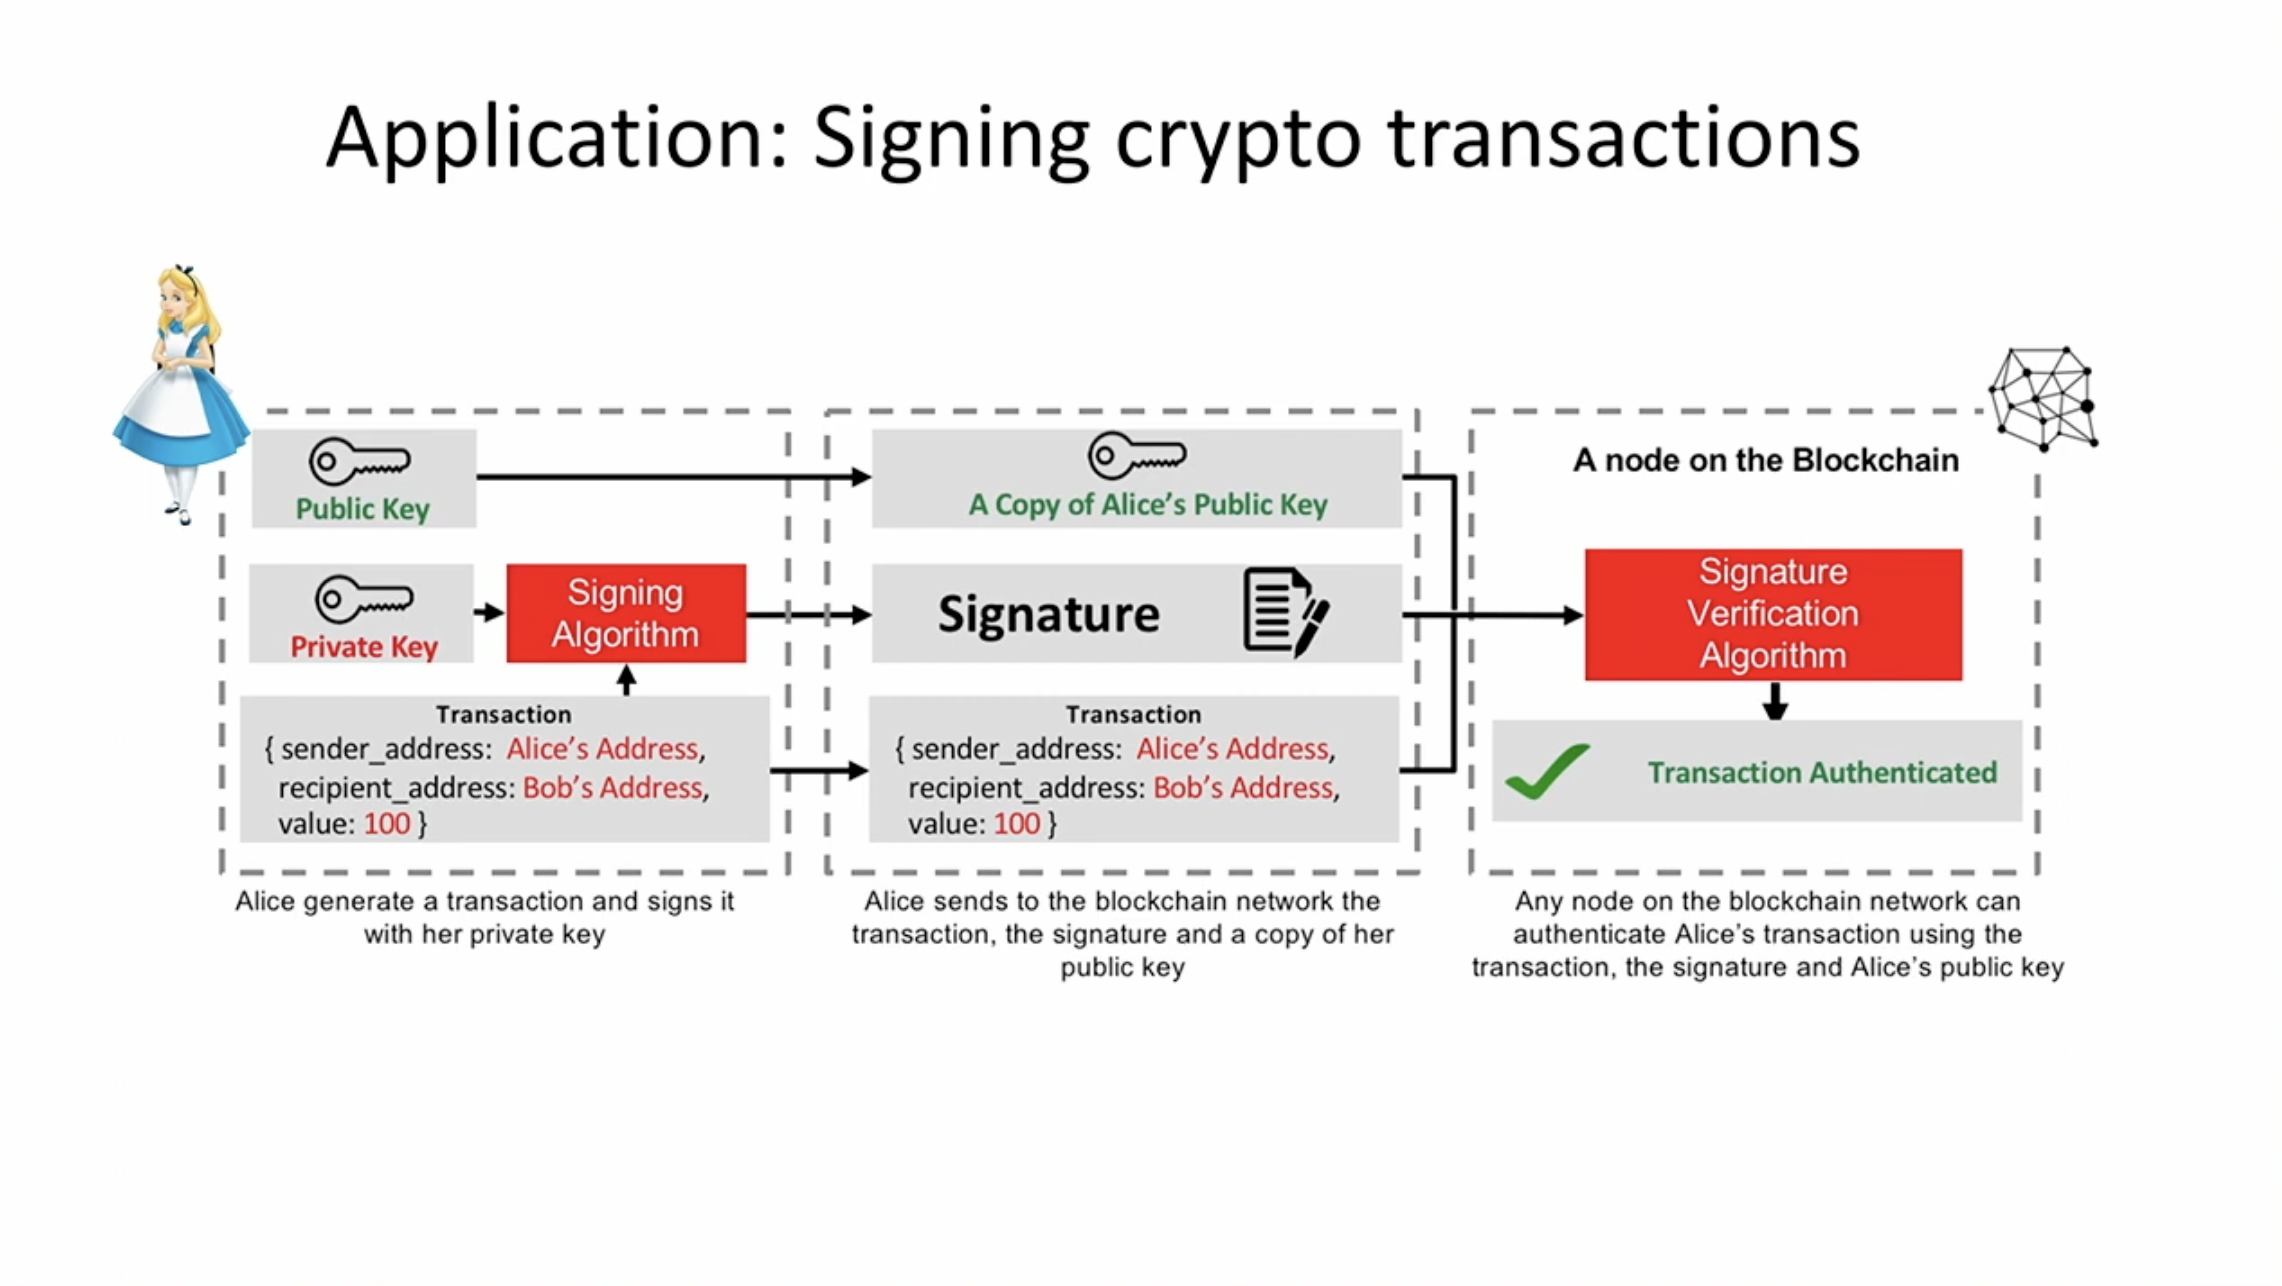 Application: Signing crypto transactions
Public Key
Private Key
Signing
Algorithm
Transaction
{ sender_address: Alice’s Address,
recipient_address: Bob’s Address,
value: 100 }
Alice generate a transaction and signs it
with her private key
A Copy of Alice’s Public Key
Signature
Transaction
{ sender_address: Alice’s Address,
recipient_address: Bob’s Address,
value: 100 }
Alice sends to the blockchain network the
transaction, the signature and a copy of her
public key
A node on the Blockchain
Signature
Verification
Algorithm
Transaction Authenticated
Any node on the blockchain network can
authenticate Alice’s transaction using the
transaction, the signature and Alice’s public key